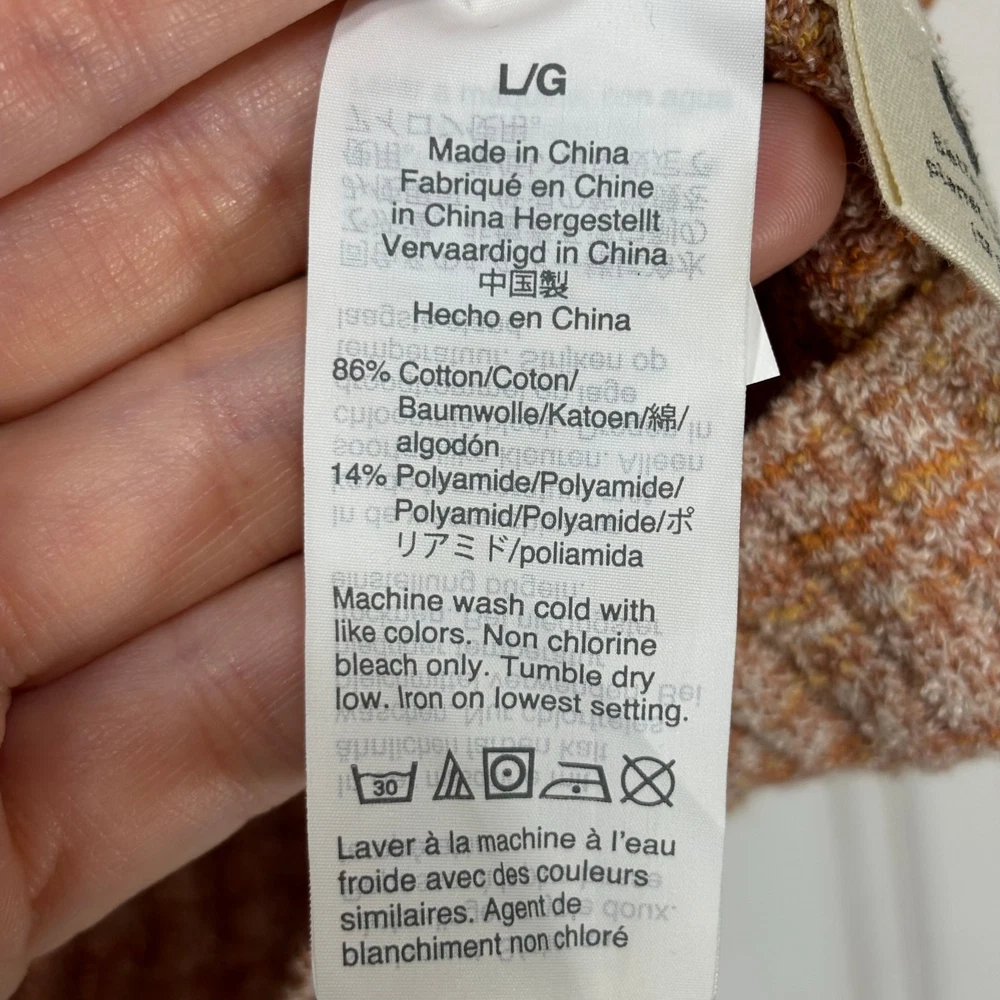 L/G
Made in China
Fabriqué en Chine
in China Hergestellt
Vervaardigd in China
中国製
Hecho en China
86% Cotton/Coton/
Baumwolle/Katoen/綿/
algodón
14% Polyamide/Polyamide/
Polyamid/Polyamide/ポ
リアミド/poliamida
Machine wash cold with
like colors. Non chlorine
bleach only. Tumble dry
low. Iron on lowest setting.
30
Laver à la machine à l'eau
froide avec des couleurs
similaires. Agent de
blanchiment non chloré